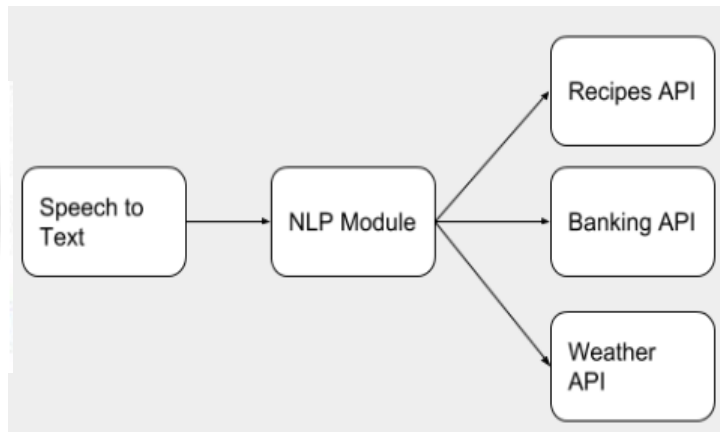 Speech to
Text
NLP Module
Recipes API
Banking API
Weather
API